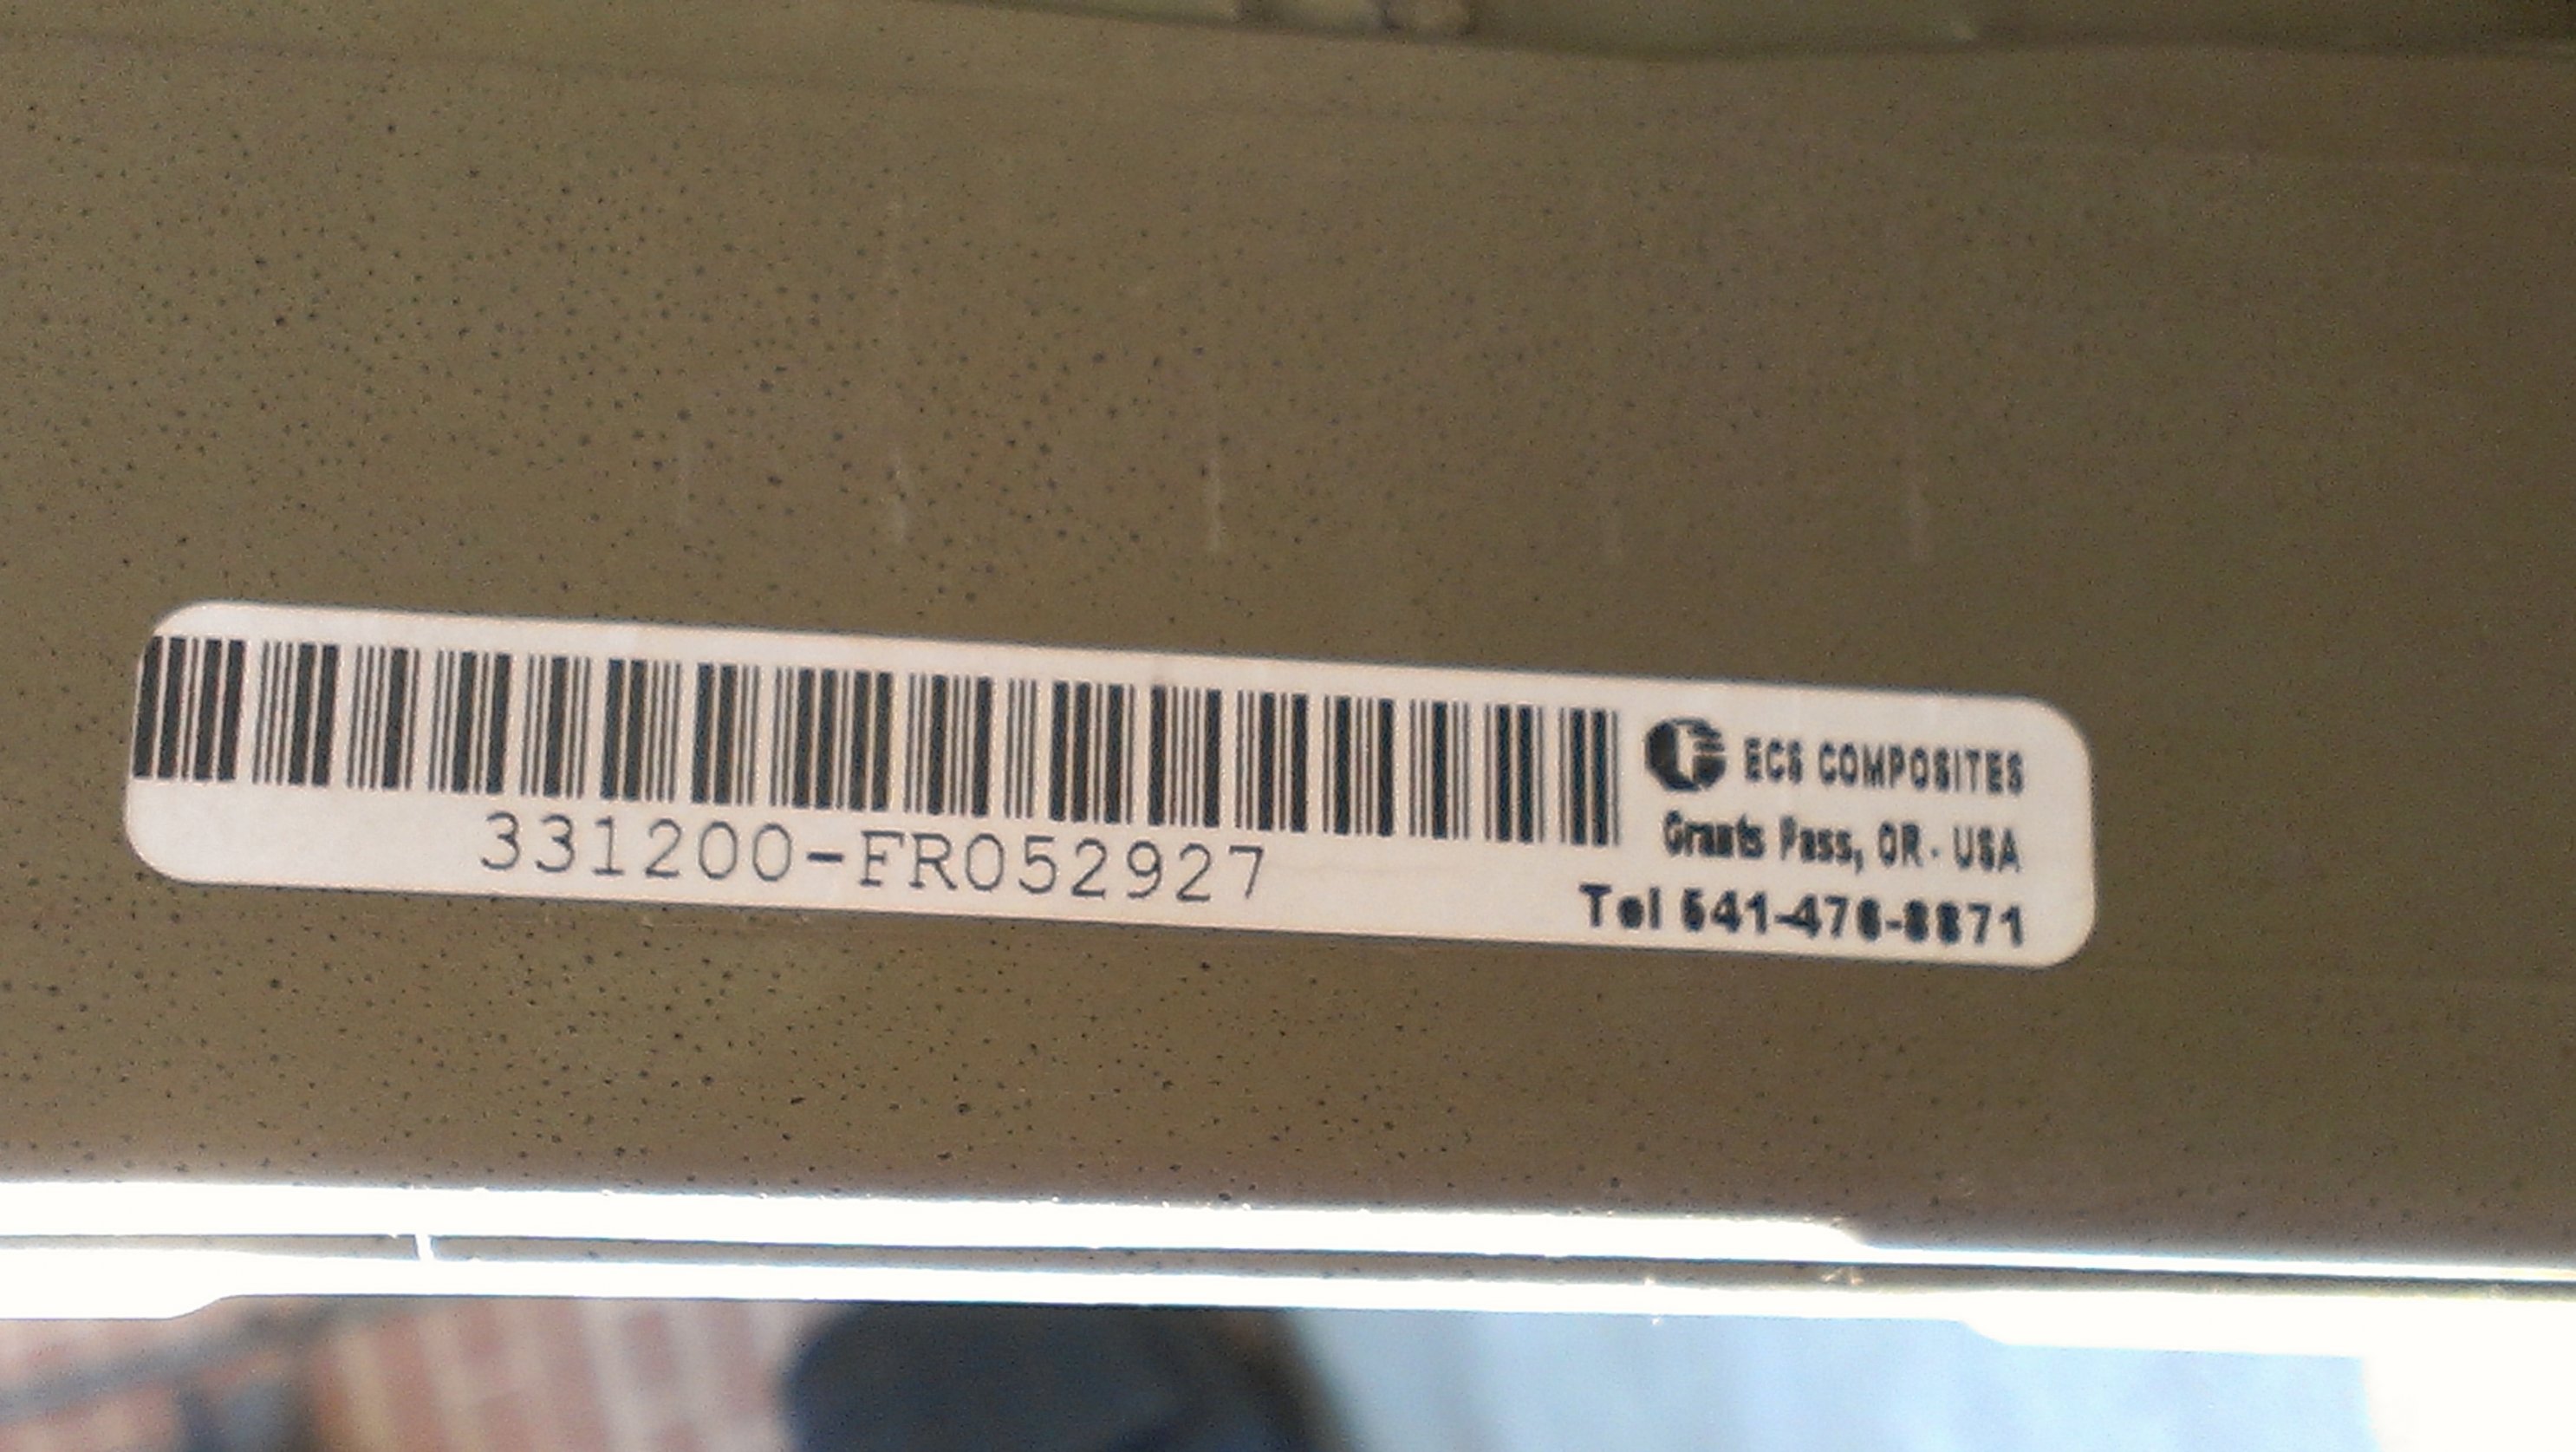 331200-FR052927
ECS COMPOSITES
Grants Pass, OR - USA
Tel 541-476-8871